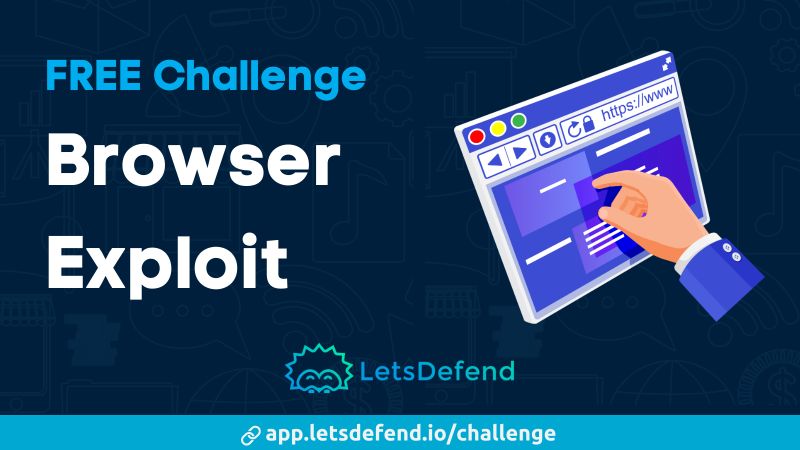 FREE Challenge
Browser
Exploit
https://www
LetsDefend
app.letsdefend.io/challenge